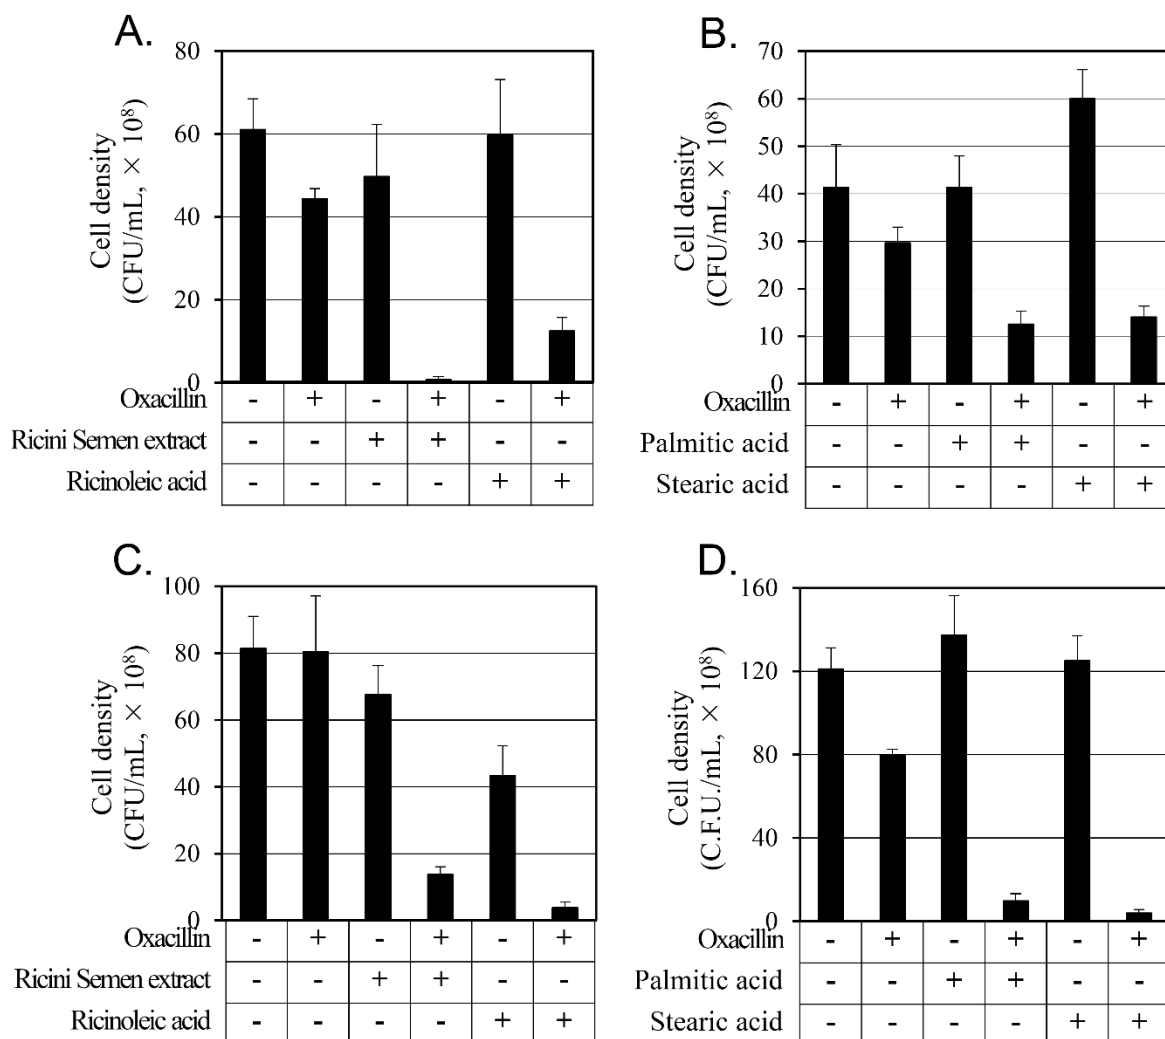 A.
80
60
40
20
0
Cell density
(CFU/mL, × 10⁸)
Oxacillin - + - + - +
Ricini Semen extract - - + + - -
Ricinoleic acid - - - - + +
B.
70
60
50
40
30
20
10
0
Cell density
(CFU/mL, × 10⁸)
Oxacillin - + - + - +
Palmitic acid - - + + - -
Stearic acid - - - - + +
C.
100
80
60
40
20
0
Cell density
(CFU/mL, × 10⁸)
Oxacillin - + - + - +
Ricini Semen extract - - + + - -
Ricinoleic acid - - - - + +
D.
160
120
80
40
0
Cell density
(C.F.U./mL, × 10⁸)
Oxacillin - + - + - +
Palmitic acid - - + + - -
Stearic acid - - - - + +